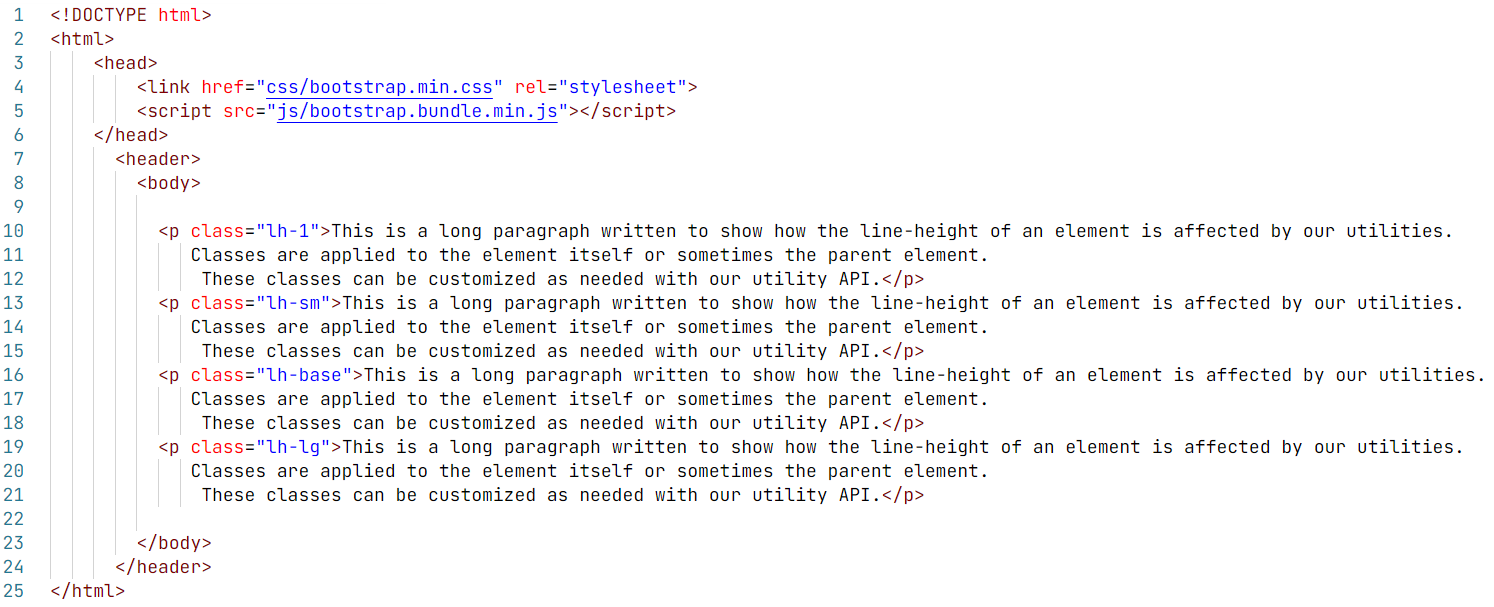 1 <!DOCTYPE html>
2 <html>
3     <head>
4         <link href="css/bootstrap.min.css" rel="stylesheet">
5         <script src="js/bootstrap.bundle.min.js"></script>
6     </head>
7       <header>
8         <body>
9
10           <p class="lh-1">This is a long paragraph written to show how the line-height of an element is affected by our utilities.
11              Classes are applied to the element itself or sometimes the parent element.
12               These classes can be customized as needed with our utility API.</p>
13           <p class="lh-sm">This is a long paragraph written to show how the line-height of an element is affected by our utilities.
14              Classes are applied to the element itself or sometimes the parent element.
15               These classes can be customized as needed with our utility API.</p>
16           <p class="lh-base">This is a long paragraph written to show how the line-height of an element is affected by our utilities.
17              Classes are applied to the element itself or sometimes the parent element.
18               These classes can be customized as needed with our utility API.</p>
19           <p class="lh-lg">This is a long paragraph written to show how the line-height of an element is affected by our utilities.
20              Classes are applied to the element itself or sometimes the parent element.
21               These classes can be customized as needed with our utility API.</p>
22
23         </body>
24       </header>
25 </html>